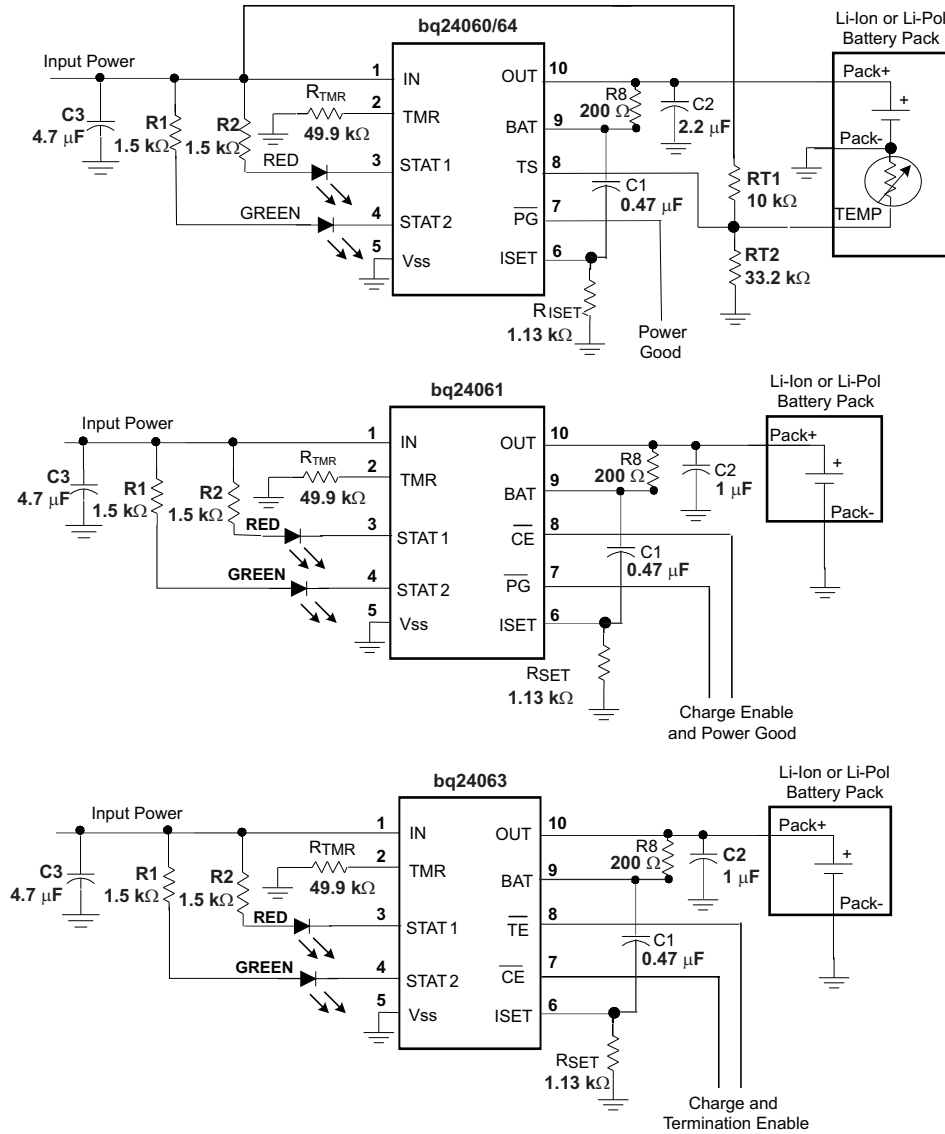 bq24060/64
Li-Ion or Li-Pol
Battery Pack
Input Power
1 IN
OUT 10
Pack+
R8
200 Ω
C2
2.2 μF
+
C3
4.7 μF
R1
1.5 kΩ
R2
1.5 kΩ
RTMR
49.9 kΩ
2
TMR
BAT
9
RED
3
STAT1
TS
8
Pack-
C1
0.47 μF
RT1
10 kΩ
GREEN
4
STAT2
PG
7
TEMP
5
Vss
ISET
6
RT2
33.2 kΩ
RISET
1.13 kΩ
Power
Good
bq24061
Li-Ion or Li-Pol
Battery Pack
Input Power
1
IN
OUT
10
Pack+
R8
200 Ω
C2
1 μF
+
C3
4.7 μF
R1
1.5 kΩ
R2
1.5 kΩ
RTMR
49.9 kΩ
2
TMR
BAT
9
Pack-
RED
3
STAT1
CE
8
C1
0.47 μF
GREEN
4
STAT2
PG
7
5
Vss
ISET
6
RSET
1.13 kΩ
Charge Enable
and Power Good
bq24063
Li-Ion or Li-Pol
Battery Pack
Input Power
1
IN
OUT
10
Pack+
R8
200 Ω
C2
1 μF
+
C3
4.7 μF
R1
1.5 kΩ
R2
1.5 kΩ
RTMR
49.9 kΩ
2
TMR
BAT
9
Pack-
RED
3
STAT1
TE
8
C1
0.47 μF
GREEN
4
STAT2
CE
7
5
Vss
ISET
6
RSET
1.13 kΩ
Charge and
Termination Enable